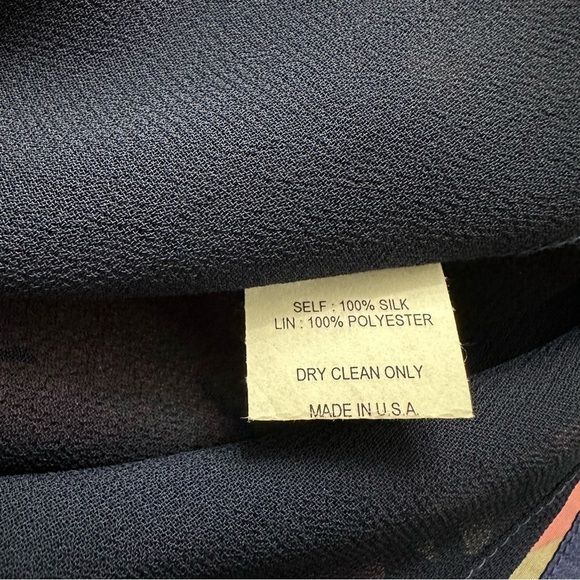 SELF : 100% SILK
LIN : 100% POLYESTER
DRY CLEAN ONLY
MADE IN U.S.A.